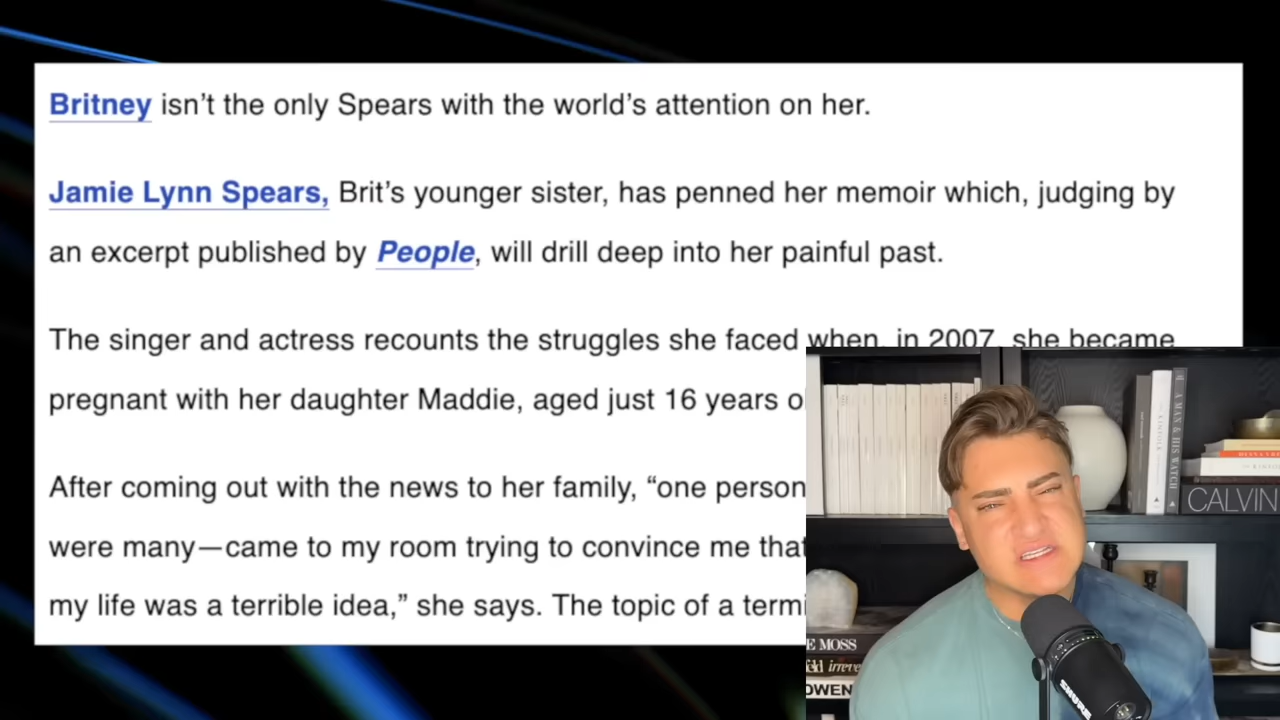 Britney isn’t the only Spears with the world’s attention on her.
Jamie Lynn Spears, Brit’s younger sister, has penned her memoir which, judging by
an excerpt published by People, will drill deep into her painful past.
The singer and actress recounts the struggles she faced when, in 2007, she became
pregnant with her daughter Maddie, aged just 16 years o
After coming out with the news to her family, “one person
were many—came to my room trying to convince me that
my life was a terrible idea,” she says. The topic of a termi
A MAN & HIS WATCH
KINFOLK
CALVIN
E MOSS
OWEN
SHURE